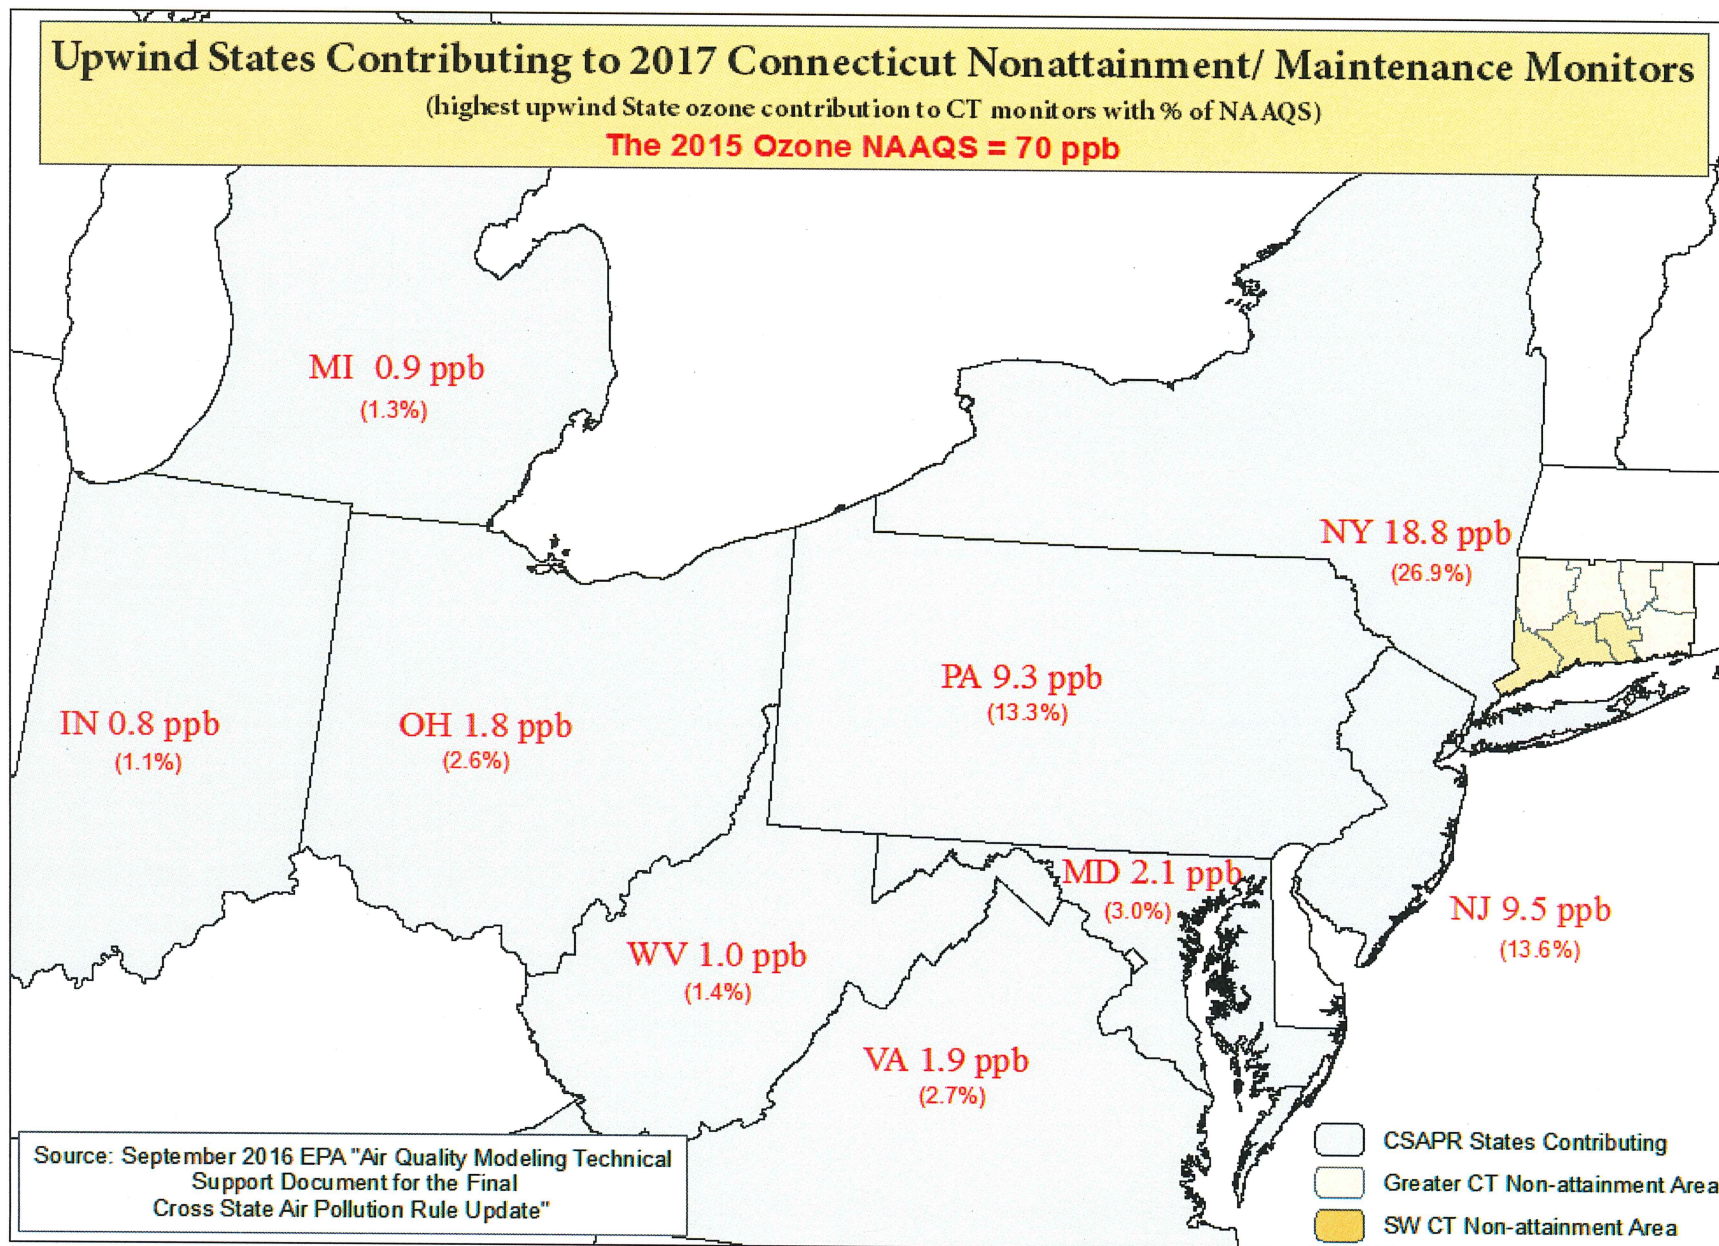 Upwind States Contributing to 2017 Connecticut Nonattainment/ Maintenance Monitors
(highest upwind State ozone contribution to CT monitors with % of NAAQS)
The 2015 Ozone NAAQS = 70 ppb
MI 0.9 ppb
(1.3%)
NY 18.8 ppb
(26.9%)
PA 9.3 ppb
(13.3%)
IN 0.8 ppb
(1.1%)
OH 1.8 ppb
(2.6%)
MD 2.1 ppb
(3.0%)
NJ 9.5 ppb
(13.6%)
WV 1.0 ppb
(1.4%)
VA 1.9 ppb
(2.7%)
Source: September 2016 EPA "Air Quality Modeling Technical
Support Document for the Final
Cross State Air Pollution Rule Update"
CSAPR States Contributing
Greater CT Non-attainment Area
SW CT Non-attainment Area